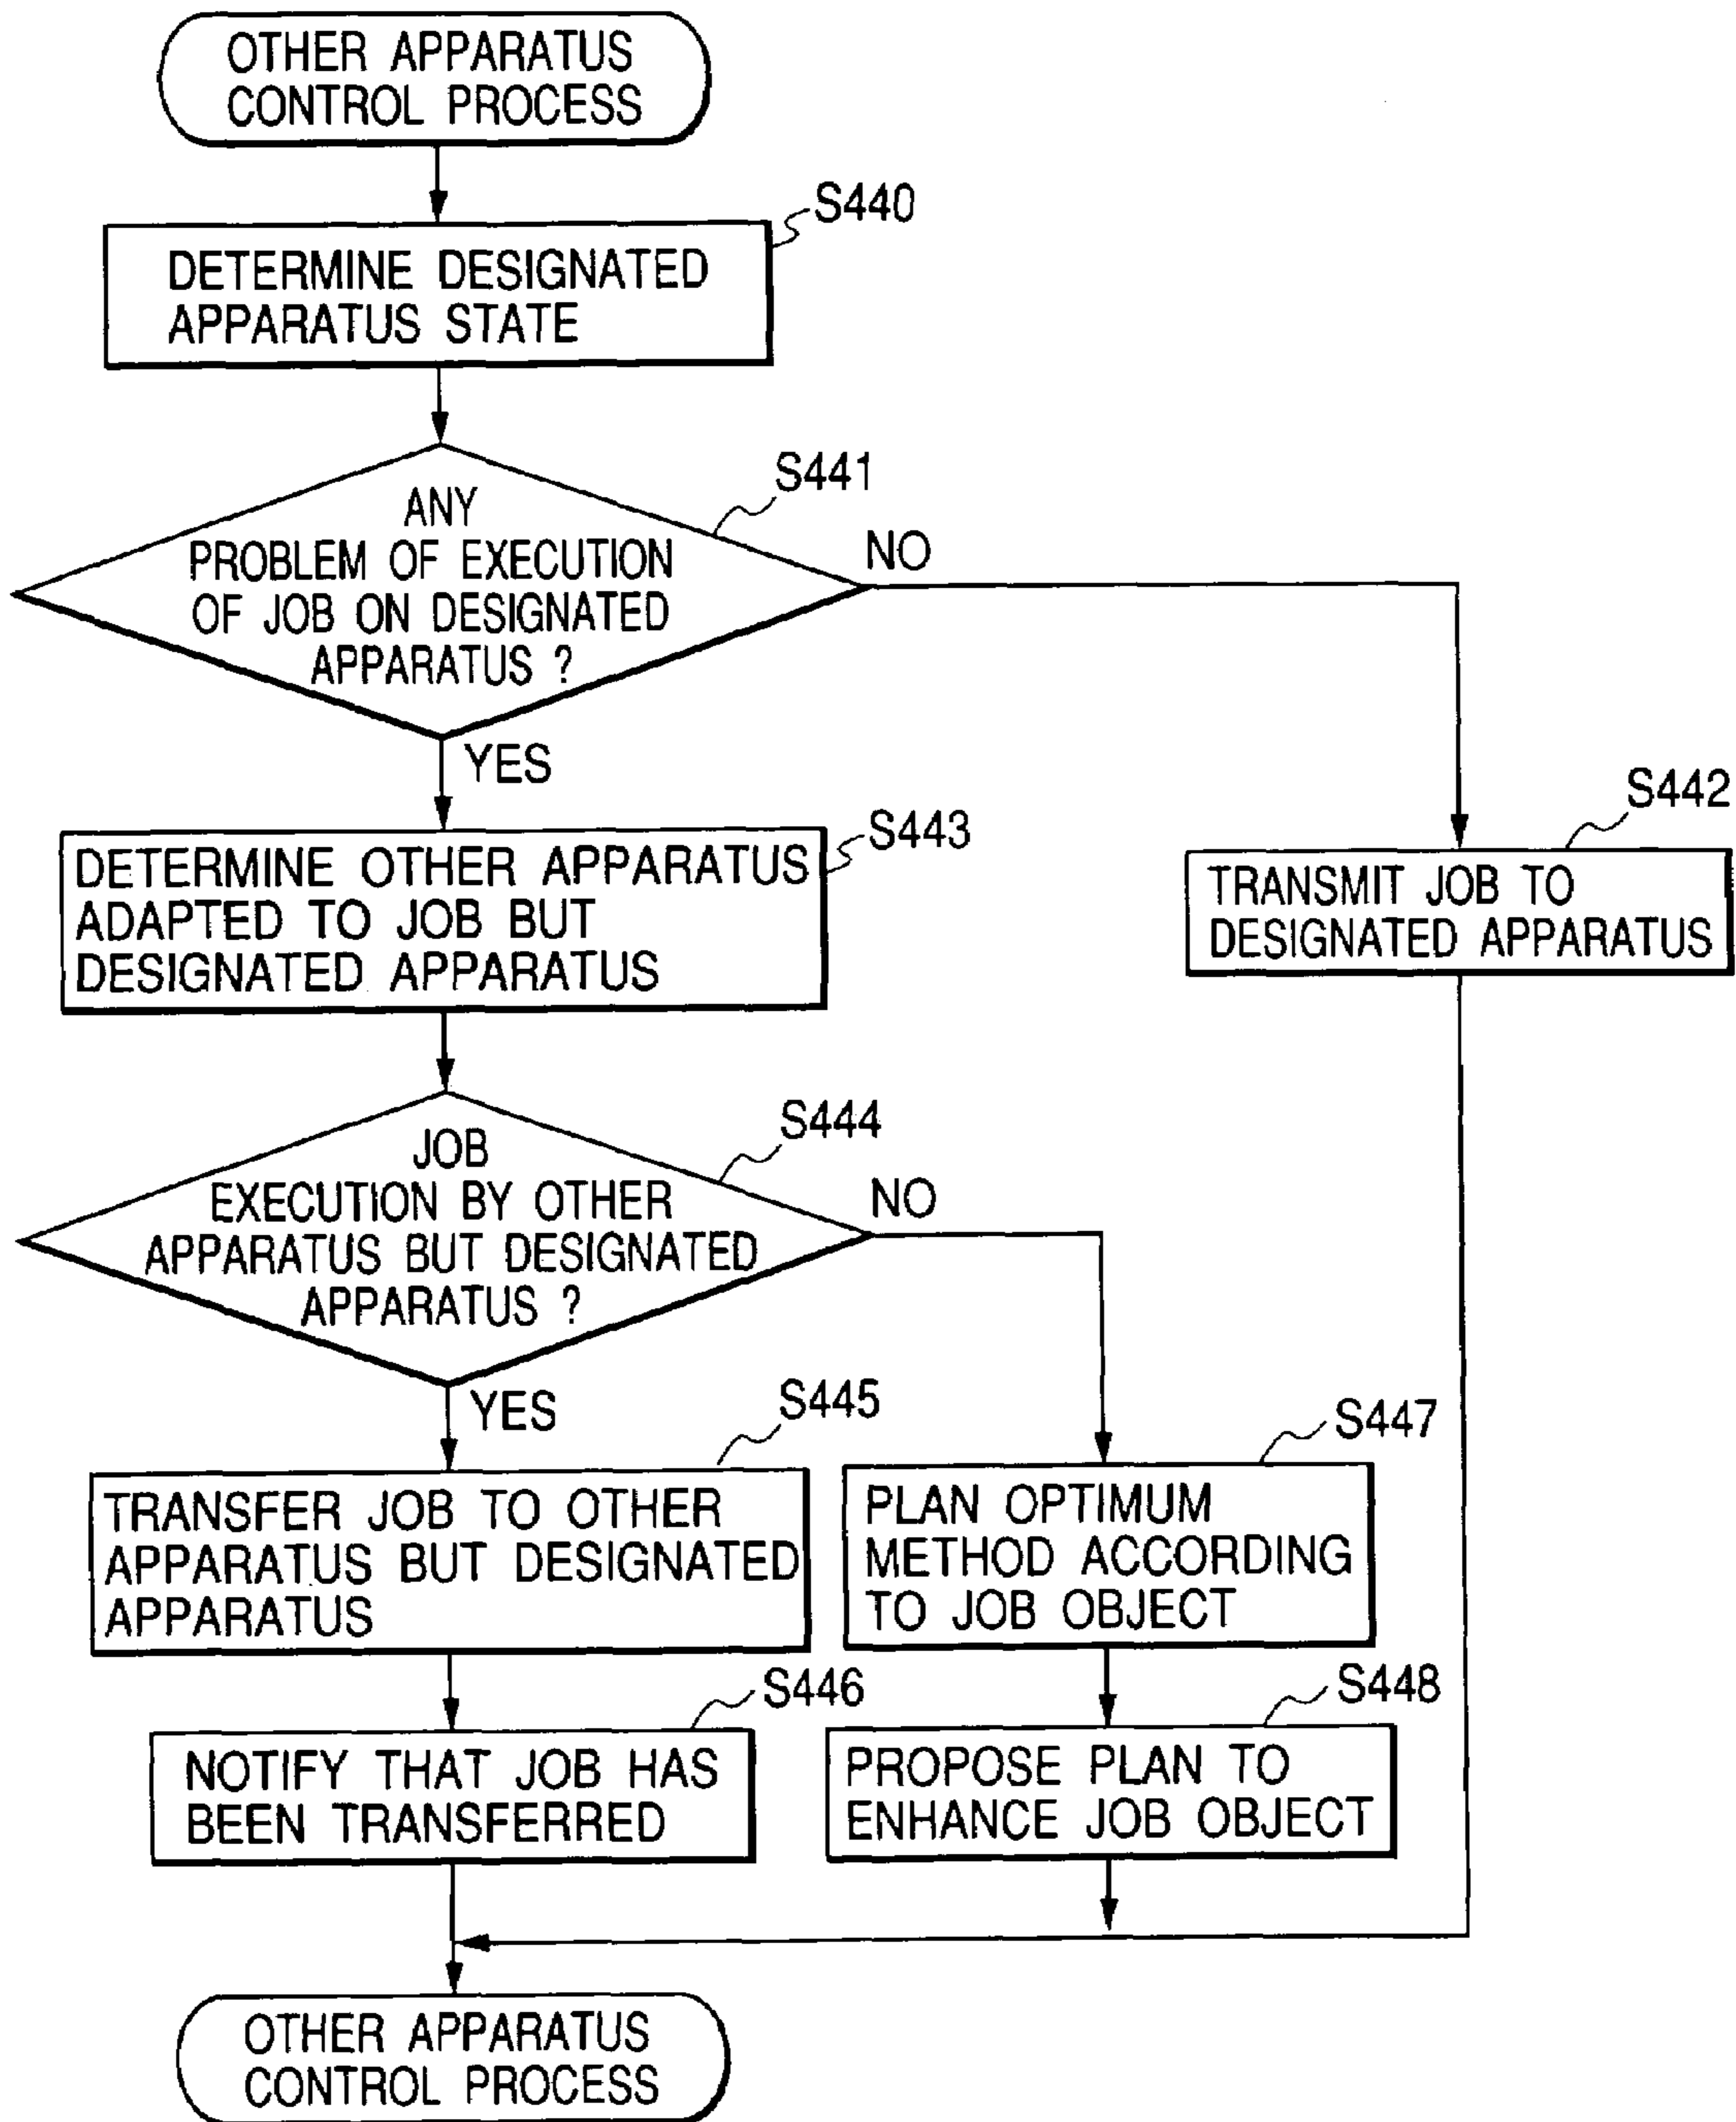 OTHER APPARATUS
CONTROL PROCESS
S440
DETERMINE DESIGNATED
APPARATUS STATE
S441
ANY
PROBLEM OF EXECUTION
OF JOB ON DESIGNATED
APPARATUS ?
NO
YES
S442
TRANSMIT JOB TO
DESIGNATED APPARATUS
S443
DETERMINE OTHER APPARATUS
ADAPTED TO JOB BUT
DESIGNATED APPARATUS
S444
JOB
EXECUTION BY OTHER
APPARATUS BUT DESIGNATED
APPARATUS ?
NO
YES
S445
TRANSFER JOB TO OTHER
APPARATUS BUT DESIGNATED
APPARATUS
S447
PLAN OPTIMUM
METHOD ACCORDING
TO JOB OBJECT
S446
NOTIFY THAT JOB HAS
BEEN TRANSFERRED
S448
PROPOSE PLAN TO
ENHANCE JOB OBJECT
OTHER APPARATUS
CONTROL PROCESS